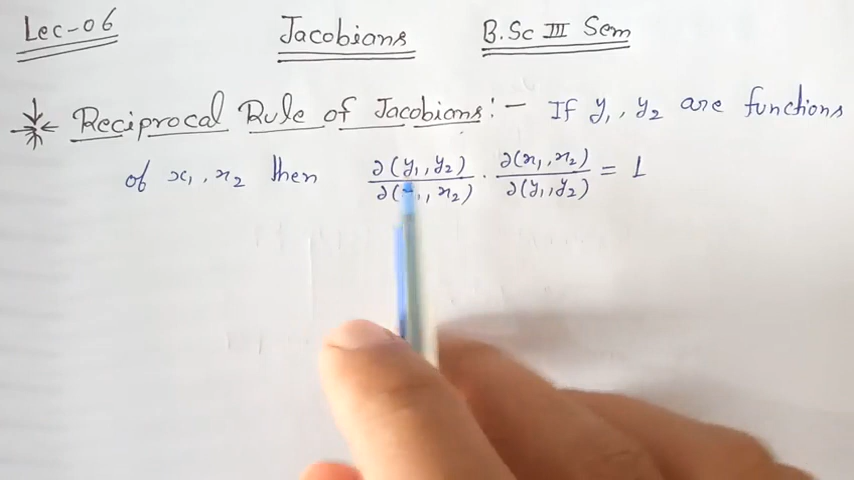 Lec-06 Jacobians B.Sc III Sem
Reciprocal Rule of Jacobians:- If y₁, y₂ are functions
of x₁, x₂ then ∂(y₁, y₂)/∂(x₁, x₂) · ∂(x₁, x₂)/∂(y₁, y₂) = 1